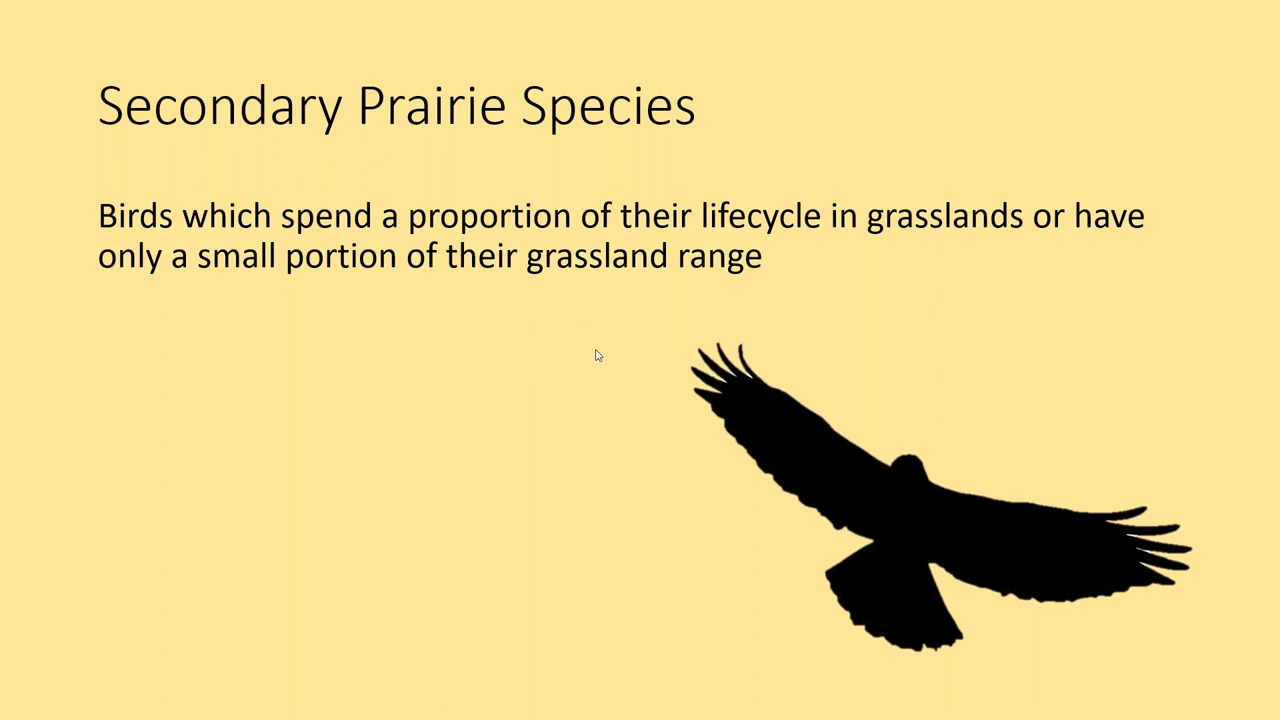 Secondary Prairie Species
Birds which spend a proportion of their lifecycle in grasslands or have
only a small portion of their grassland range